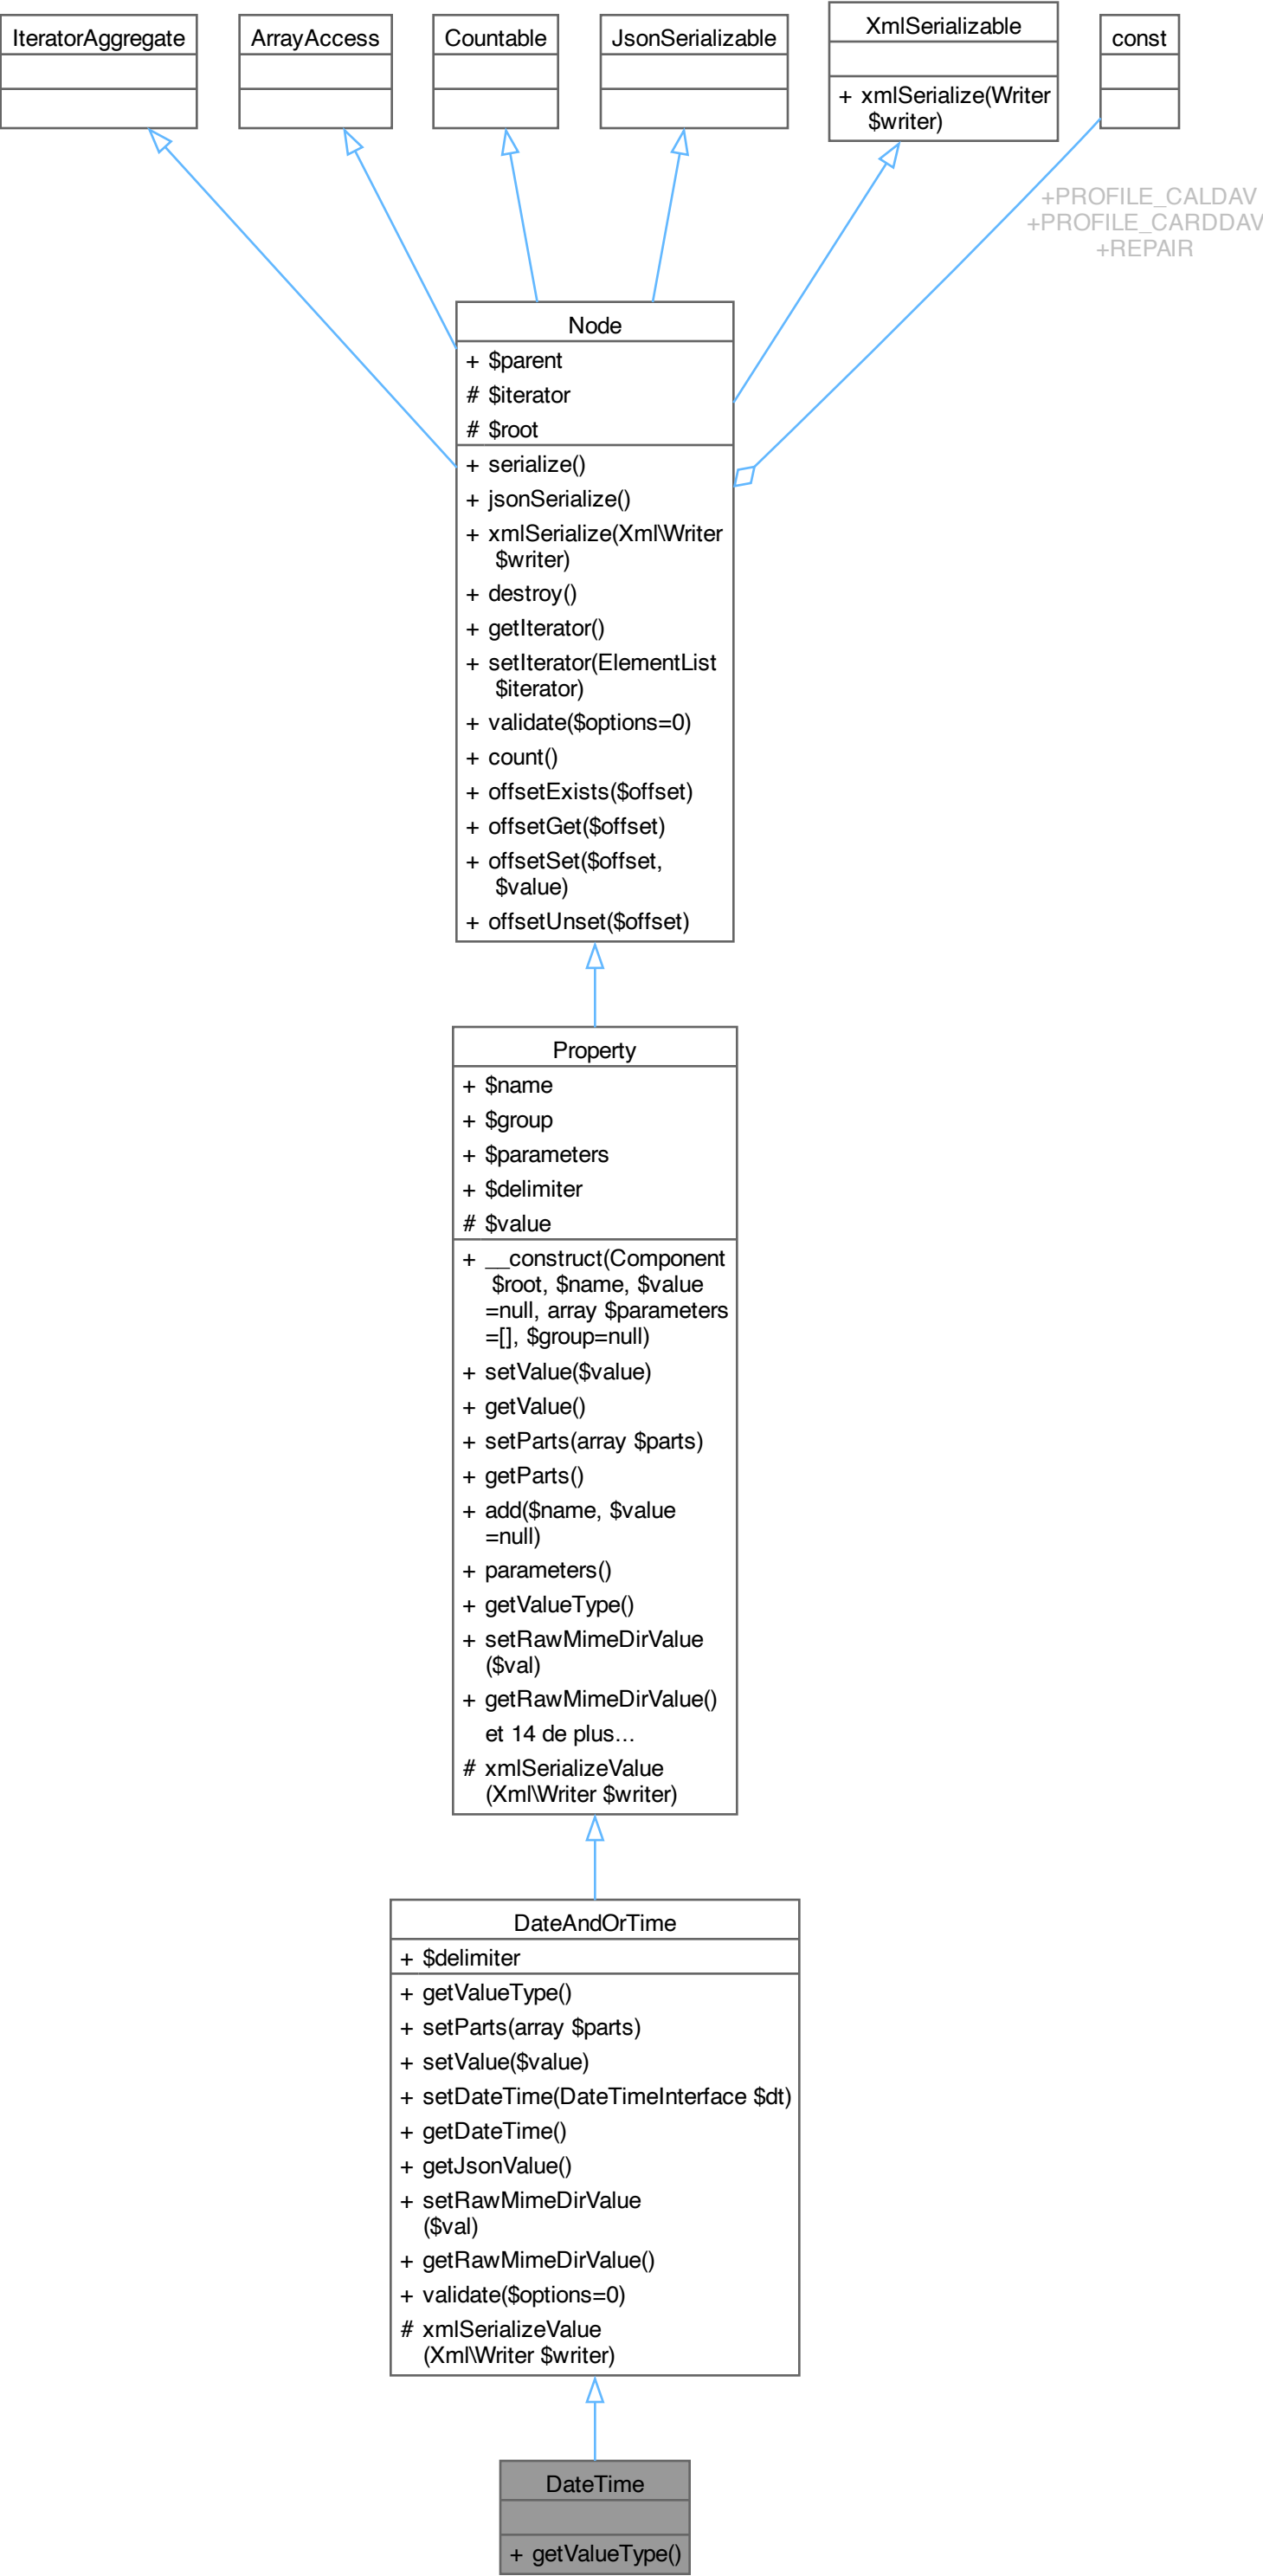 IteratorAggregate
ArrayAccess
Countable
JsonSerializable
XmlSerializable
+ xmlSerialize(Writer
$writer)
const
+PROFILE_CALDAV
+PROFILE_CARDDAV
+REPAIR
Node
+ $parent
# $iterator
# $root
+ serialize()
+ jsonSerialize()
+ xmlSerialize(Xml\Writer
$writer)
+ destroy()
+ getIterator()
+ setIterator(ElementList
$iterator)
+ validate($options=0)
+ count()
+ offsetExists($offset)
+ offsetGet($offset)
+ offsetSet($offset,
$value)
+ offsetUnset($offset)
Property
+ $name
+ $group
+ $parameters
+ $delimiter
# $value
+ __construct(Component
$root, $name, $value
=null, array $parameters
=[], $group=null)
+ setValue($value)
+ getValue()
+ setParts(array $parts)
+ getParts()
+ add($name, $value
=null)
+ parameters()
+ getValueType()
+ setRawMimeDirValue
($val)
+ getRawMimeDirValue()
et 14 de plus...
# xmlSerializeValue
(Xml\Writer $writer)
DateAndOrTime
+ $delimiter
+ getValueType()
+ setParts(array $parts)
+ setValue($value)
+ setDateTime(DateTimeInterface $dt)
+ getDateTime()
+ getJsonValue()
+ setRawMimeDirValue
($val)
+ getRawMimeDirValue()
+ validate($options=0)
# xmlSerializeValue
(Xml\Writer $writer)
DateTime
+ getValueType()